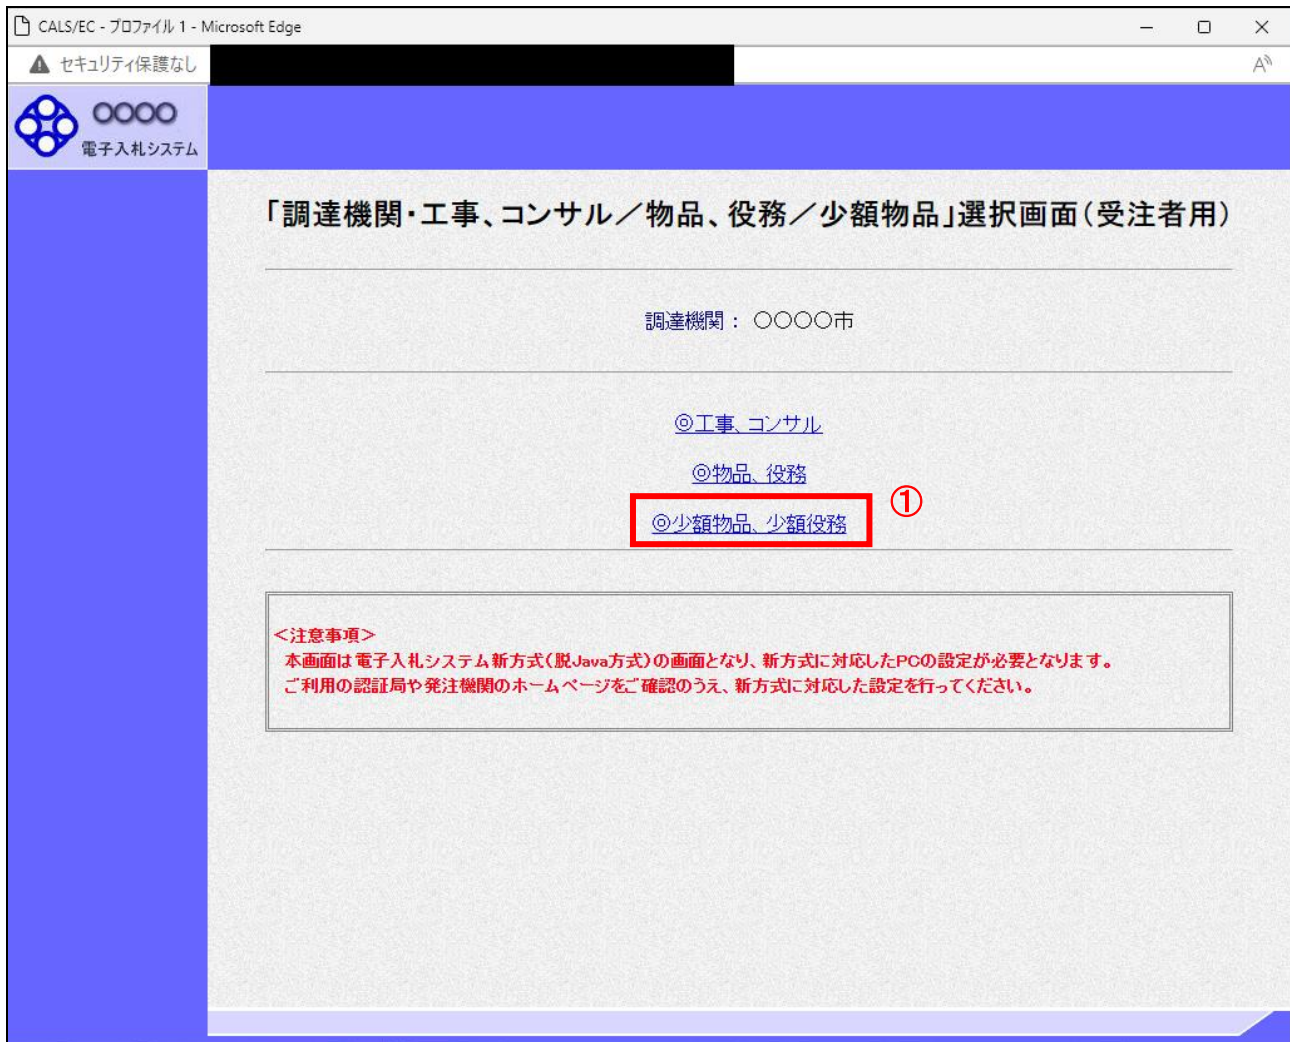 CALS/EC - プロファイル 1 - Microsoft Edge
セキュリティ保護なし
○○○○
電子入札システム
「調達機関・工事、コンサル／物品、役務／少額物品」選択画面（受注者用）
調達機関： ○○○○市
◎工事、コンサル
◎物品、役務
◎少額物品、少額役務
①
＜注意事項＞
本画面は電子入札システム新方式（脱Java方式）の画面となり、新方式に対応したPCの設定が必要となります。
ご利用の認証局や発注機関のホームページをご確認のうえ、新方式に対応した設定を行ってください。